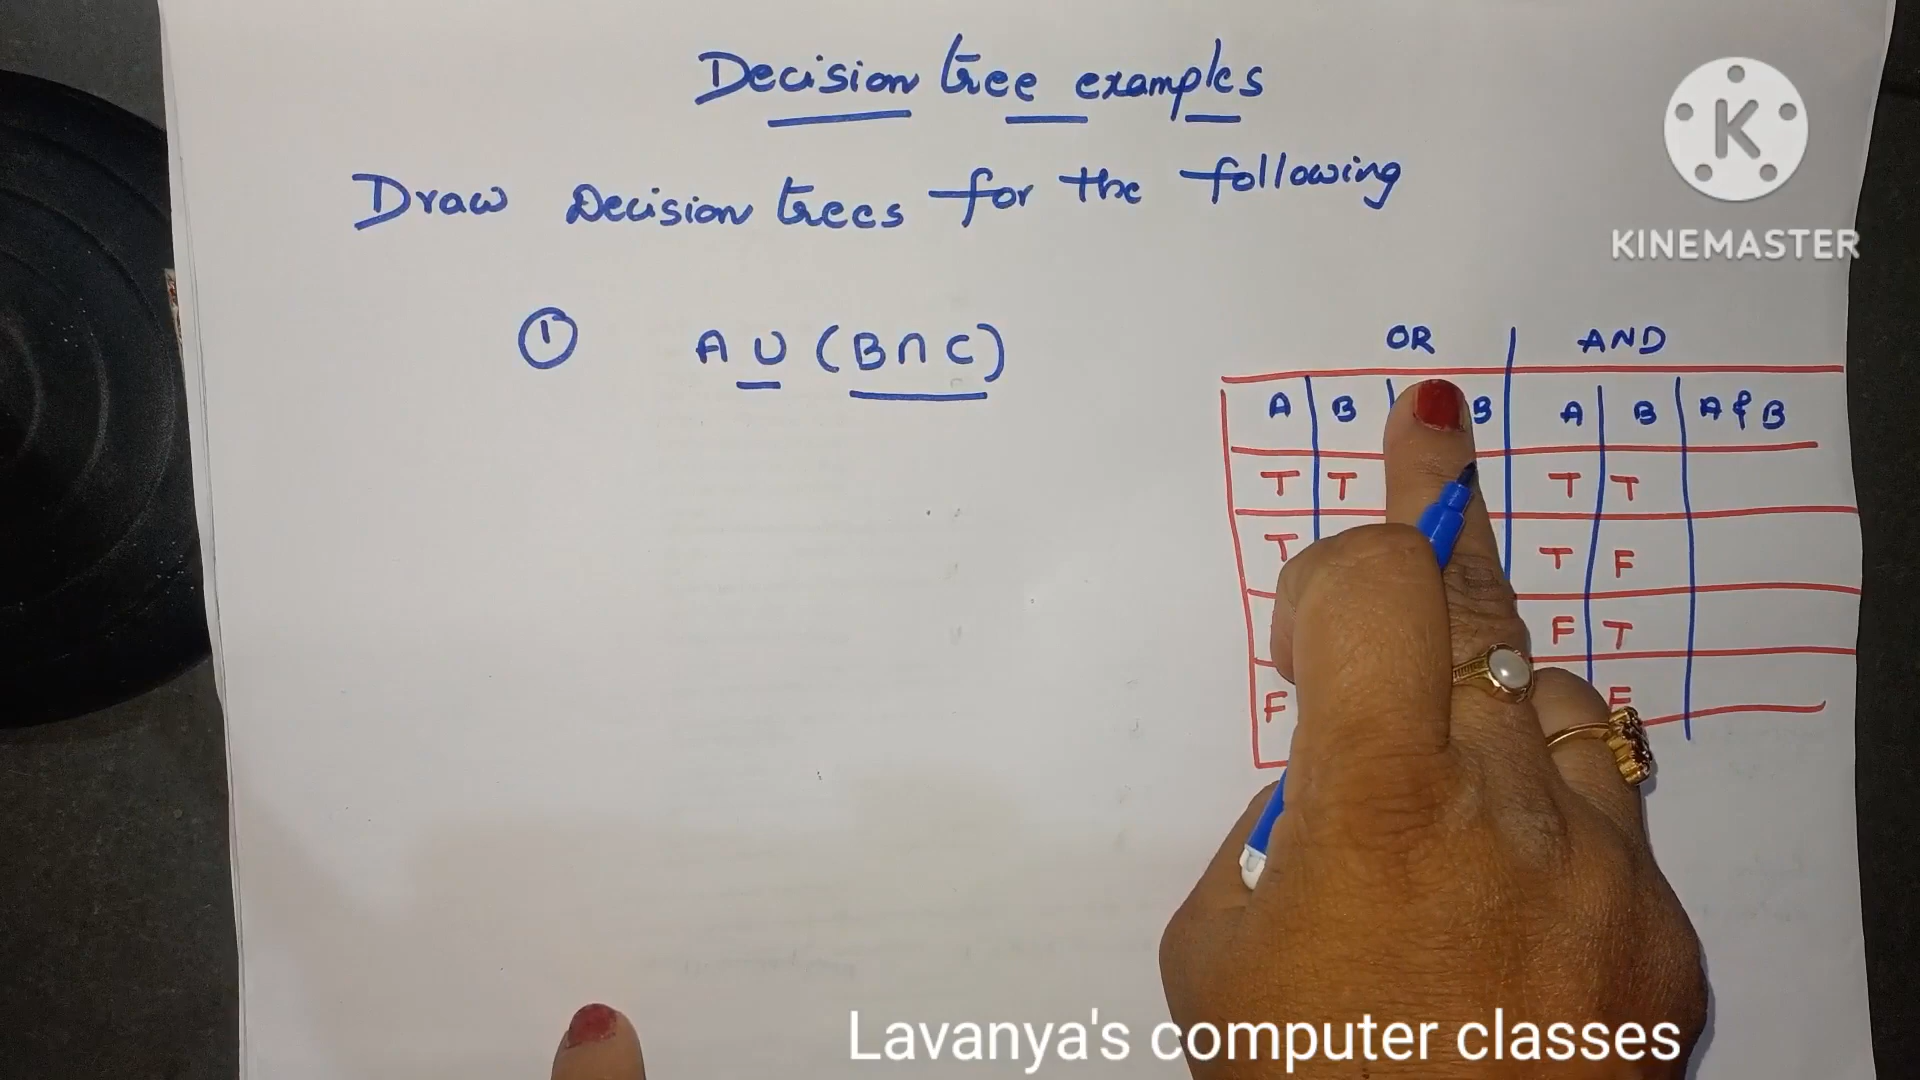 Decision tree examples
Draw Decision trees for the following
① A ∪ (B ∩ C)
OR AND
A B B A B A & B
T T T T
T T F
F T
F F
K
KINEMASTER
Lavanya's computer classes